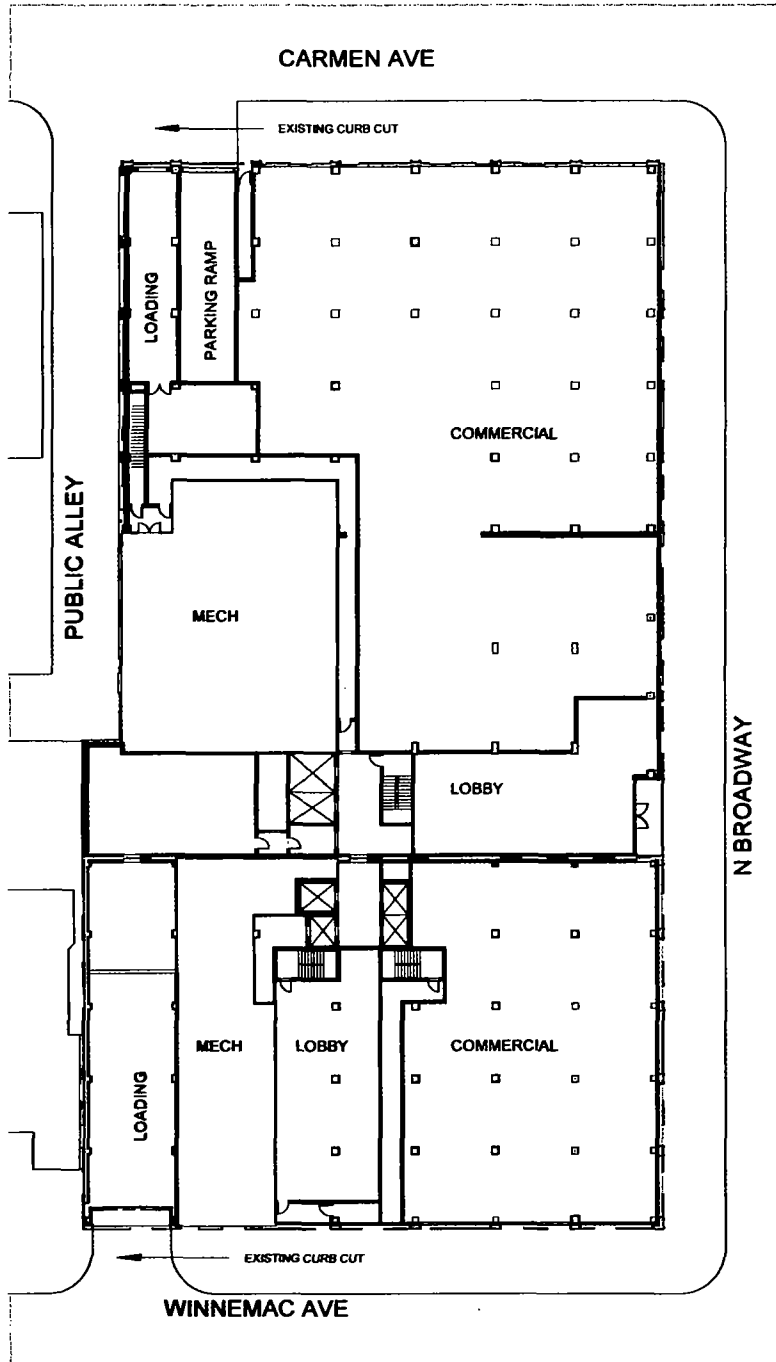 CARMEN AVE
EXISTING CURB CUT
LOADING
PARKING RAMP
COMMERCIAL
PUBLIC ALLEY
MECH
LOBBY
N BROADWAY
MECH
LOBBY
COMMERCIAL
LOADING
EXISTING CURB CUT
WINNEMAC AVE